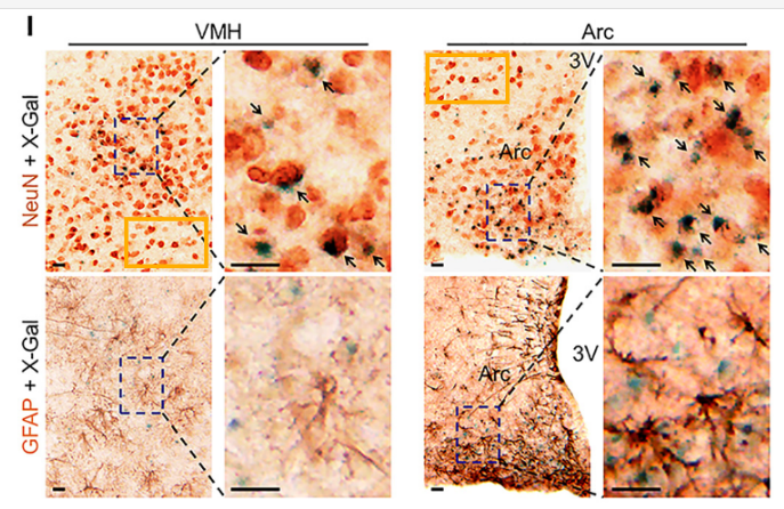 I
VMH
Arc
NeuN + X-Gal
3V
Arc
GFAP + X-Gal
Arc
3V